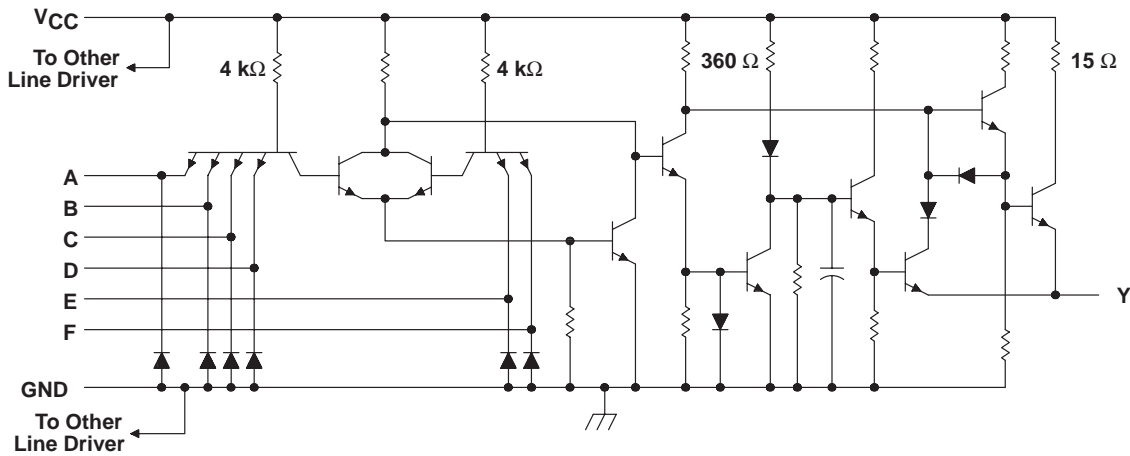 VCC
To Other
Line Driver
4 kΩ
4 kΩ
360 Ω
15 Ω
A
B
C
D
E
F
Y
GND
To Other
Line Driver